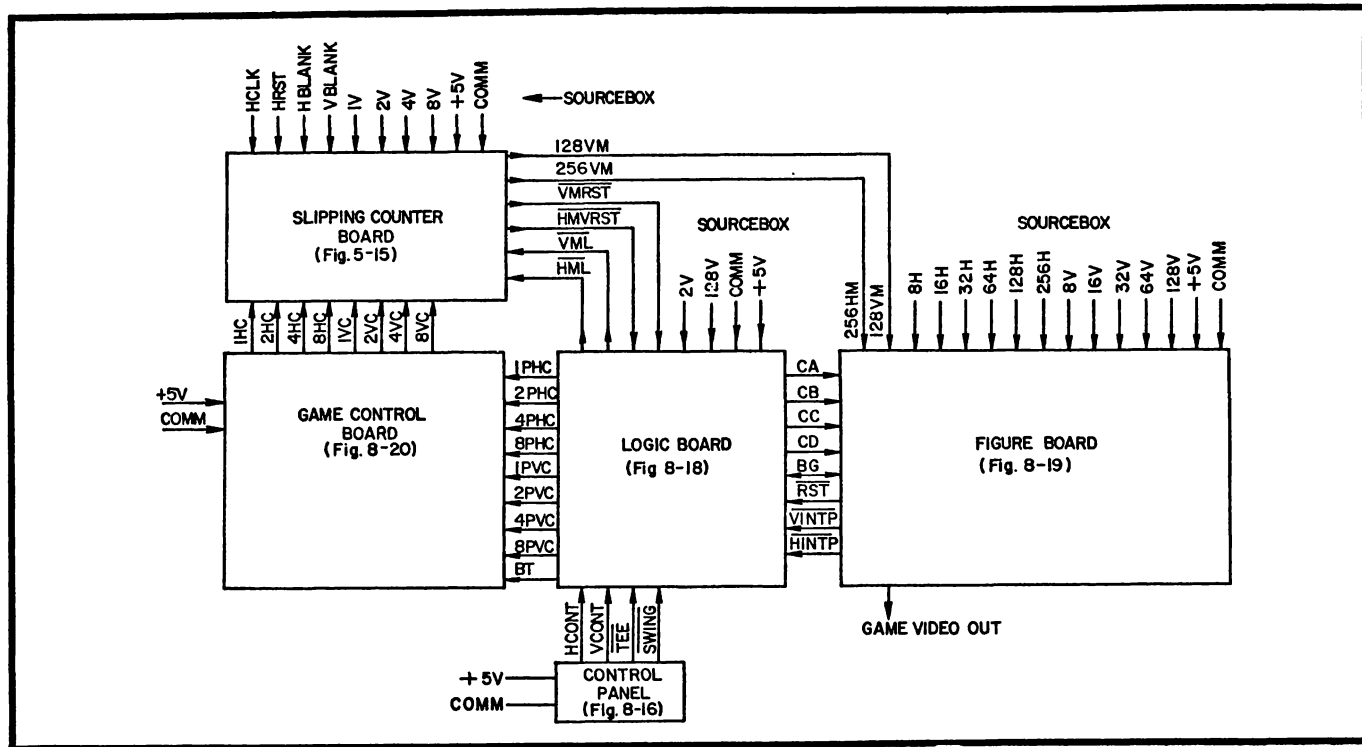 HCLK
HRST
HBLANK
VBLANK
1V
2V
4V
8V
+5V
COMM
SOURCEBOX
SLIPPING COUNTER
BOARD
(Fig. 5-15)
128VM
256VM
VMRST
HMVRST
VML
HML
SOURCEBOX
2V
128V
COMM
+5V
SOURCEBOX
256HM
128VM
8H
16H
32H
64H
128H
256H
8V
16V
32V
64V
128V
+5V
COMM
1HC
2HC
4HC
8HC
1VC
2VC
4VC
8VC
+5V
COMM
GAME CONTROL
BOARD
(Fig. 8-20)
1PHC
2PHC
4PHC
8PHC
1PVC
2PVC
4PVC
8PVC
BT
LOGIC BOARD
(Fig 8-18)
CA
CB
CC
CD
BG
RST
VINTP
HINTP
FIGURE BOARD
(Fig. 8-19)
GAME VIDEO OUT
HCONT
VCONT
TEE
SWING
+5V
COMM
CONTROL
PANEL
(Fig. 8-16)